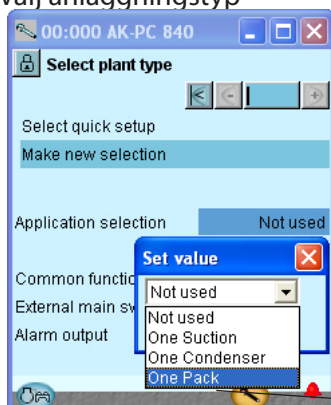 välj anläggningstyp
00:000 AK-PC 840
Select plant type
Select quick setup
Make new selection
Application selection Not used
Set value
Common functio
Not used
External main sw
Not used
Alarm output
One Suction
One Condenser
One Pack